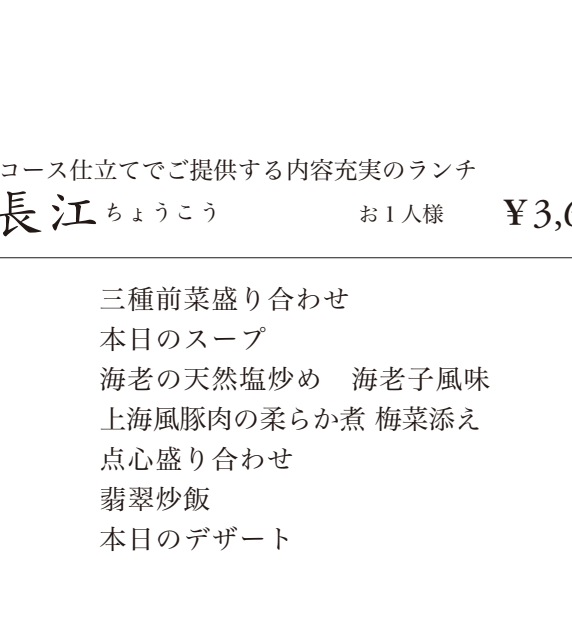 コース仕立てでご提供する内容充実のランチ
長江 ちょうこう お1人様 ¥3,
三種前菜盛り合わせ
本日のスープ
海老の天然塩炒め 海老子風味
上海風豚肉の柔らか煮 梅菜添え
点心盛り合わせ
翡翠炒飯
本日のデザート